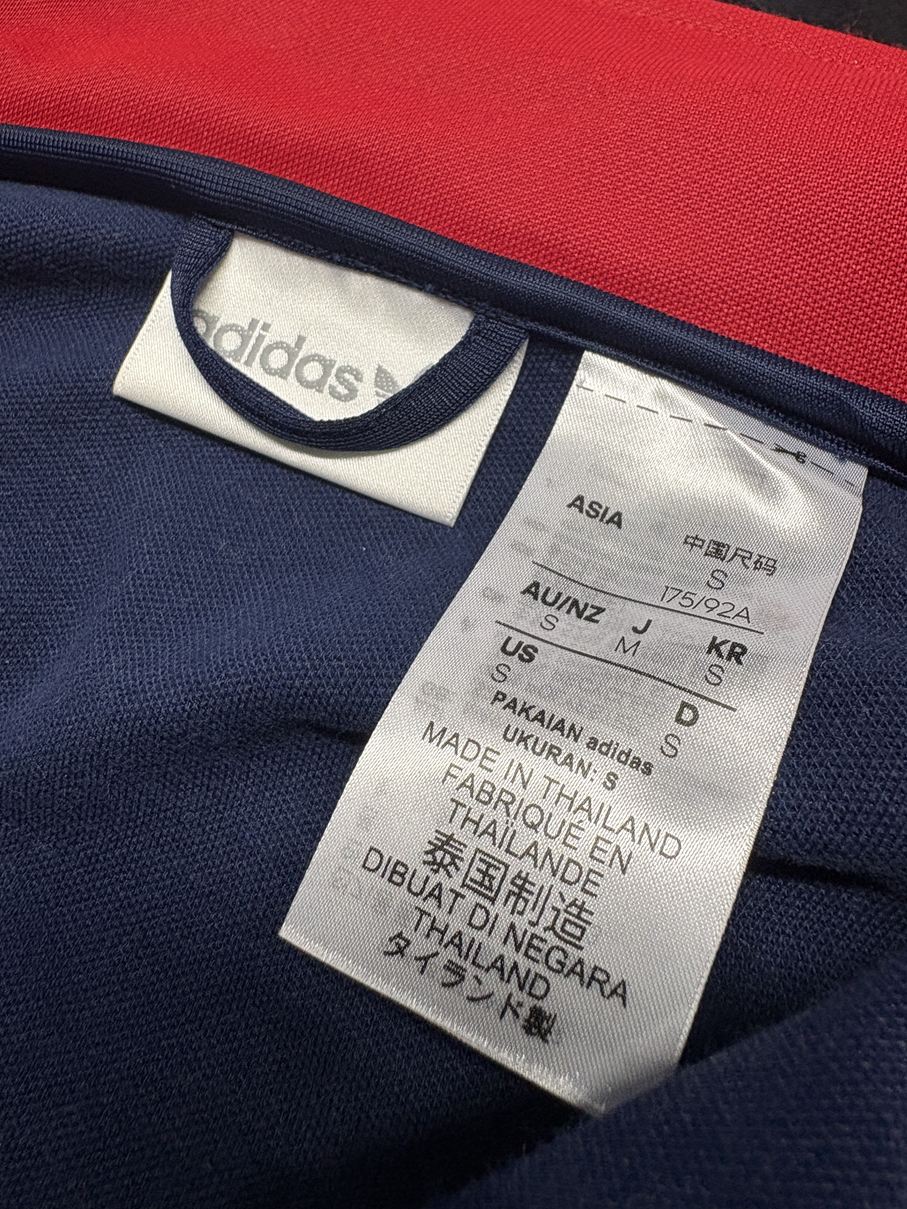 adidas
ASIA
中国尺码
S
175/92A
AU/NZ J KR
S M S
US D
S S
PAKAIAN adidas
UKURAN: S
MADE IN THAILAND
FABRIQUE EN
THAÏLANDE
泰国制造
DIBUAT DI NEGARA
THAILAND
タイランド製